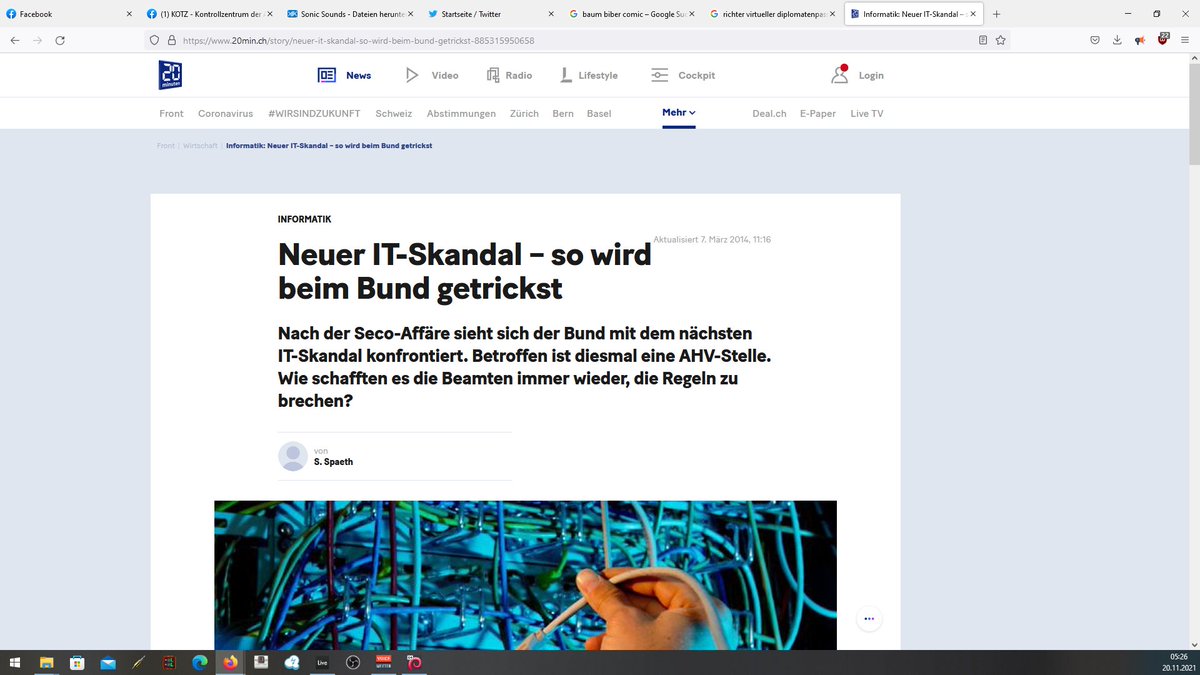 Facebook
(1) KOTZ - Kontrollzentrum der
Sonic Sounds - Dateien herunte
Startseite / Twitter
baum biber comic – Google Su
richter virtueller diplomatenpas
Informatik: Neuer IT-Skandal –
https://www.20min.ch/story/neuer-it-skandal-so-wird-beim-bund-getrickst-885315950658
22
20
minuten
News
Video
Radio
Lifestyle
Cockpit
Login
Front
Coronavirus
#WIRSINDZUKUNFT
Schweiz
Abstimmungen
Zürich
Bern
Basel
Mehr
Deal.ch
E-Paper
Live TV
Front | Wirtschaft | Informatik: Neuer IT-Skandal – so wird beim Bund getrickst
INFORMATIK
Aktualisiert 7. März 2014, 11:16
Neuer IT-Skandal – so wird
beim Bund getrickst
Nach der Seco-Affäre sieht sich der Bund mit dem nächsten
IT-Skandal konfrontiert. Betroffen ist diesmal eine AHV-Stelle.
Wie schafften es die Beamten immer wieder, die Regeln zu
brechen?
von
S. Spaeth
Live
05:26
20.11.2021